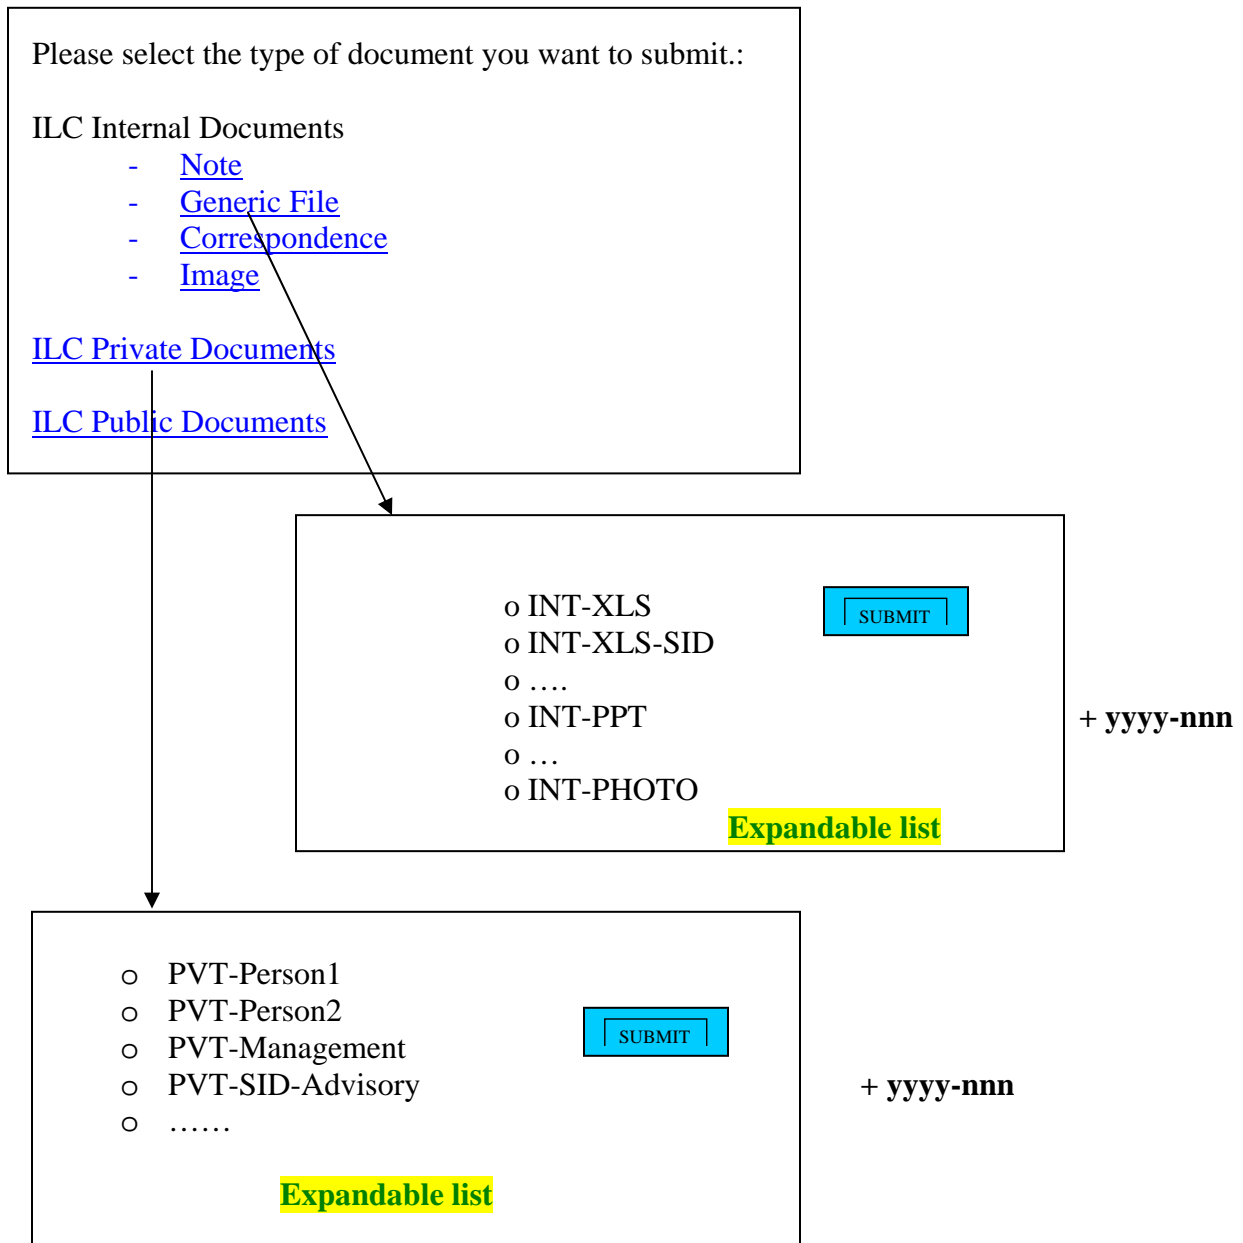 Please select the type of document you want to submit.:
ILC Internal Documents
- Note
- Generic File
- Correspondence
- Image
ILC Private Documents
ILC Public Documents
o INT-XLS
SUBMIT
o INT-XLS-SID
o ….
o INT-PPT
+ yyyy-nnn
o …
o INT-PHOTO
Expandable list
o PVT-Person1
o PVT-Person2
SUBMIT
o PVT-Management
o PVT-SID-Advisory
+ yyyy-nnn
o ……
Expandable list